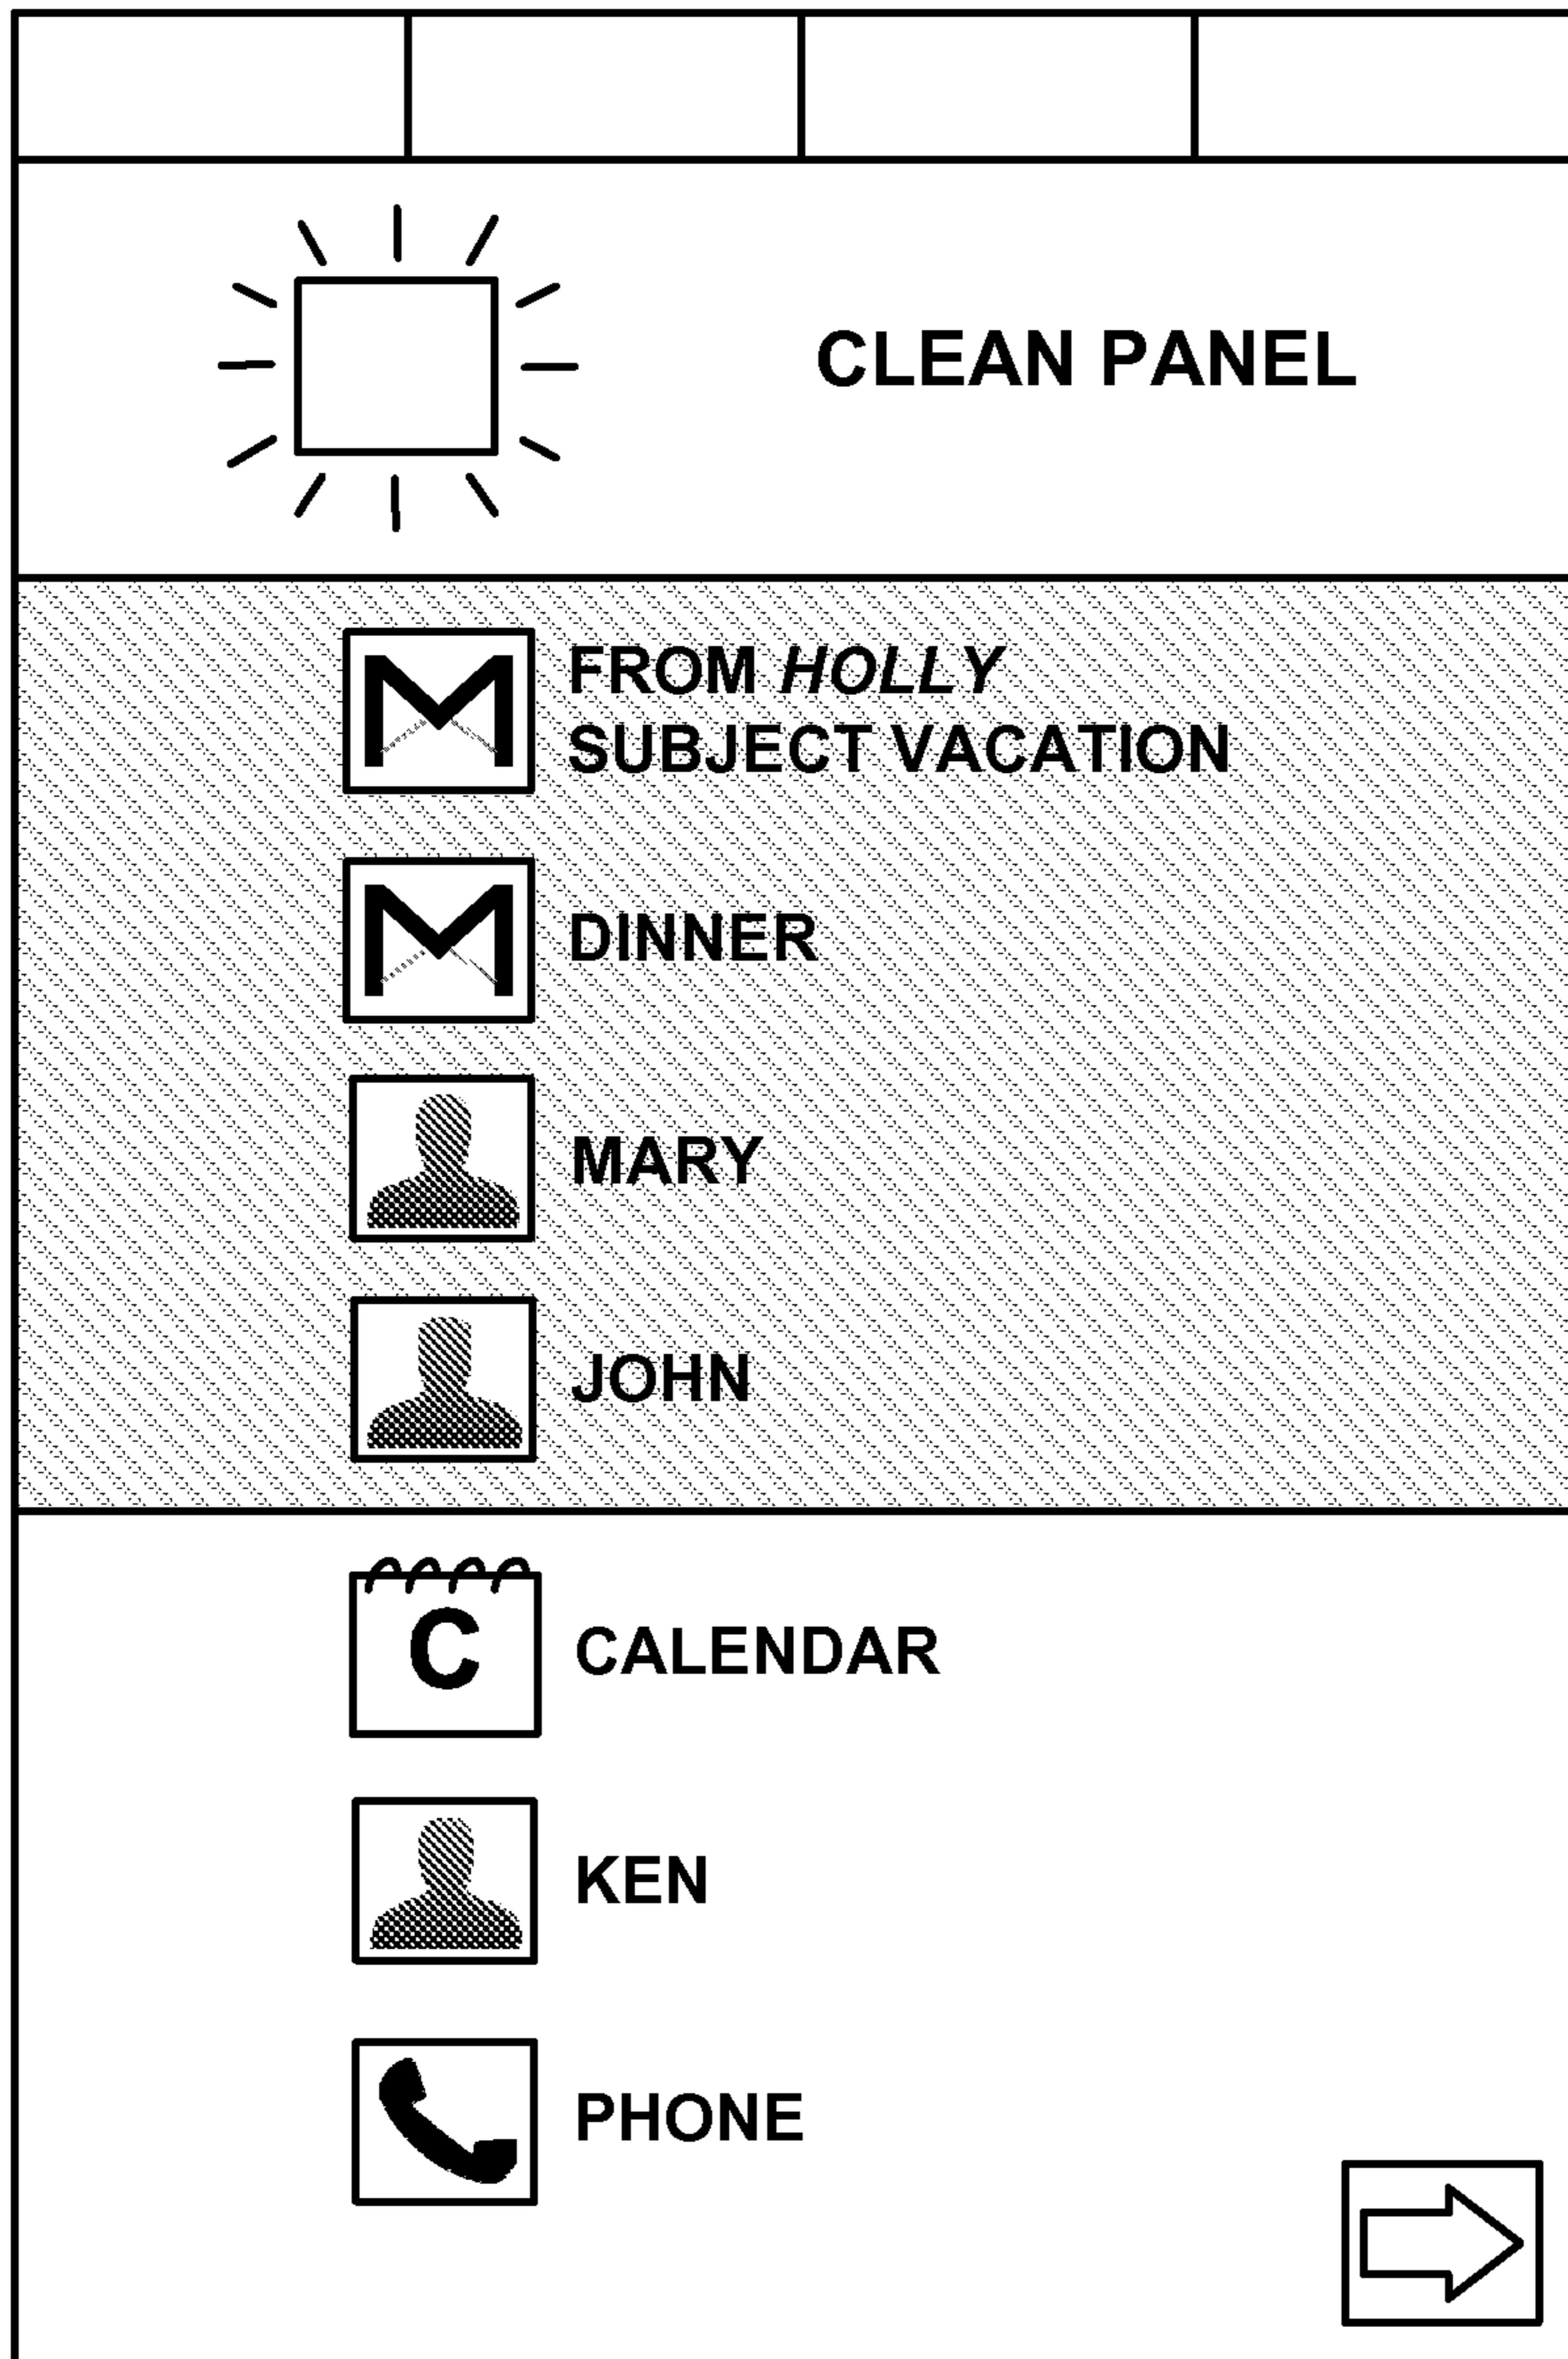 CLEAN PANEL
FROM HOLLY
SUBJECT VACATION
DINNER
MARY
JOHN
C
CALENDAR
KEN
PHONE